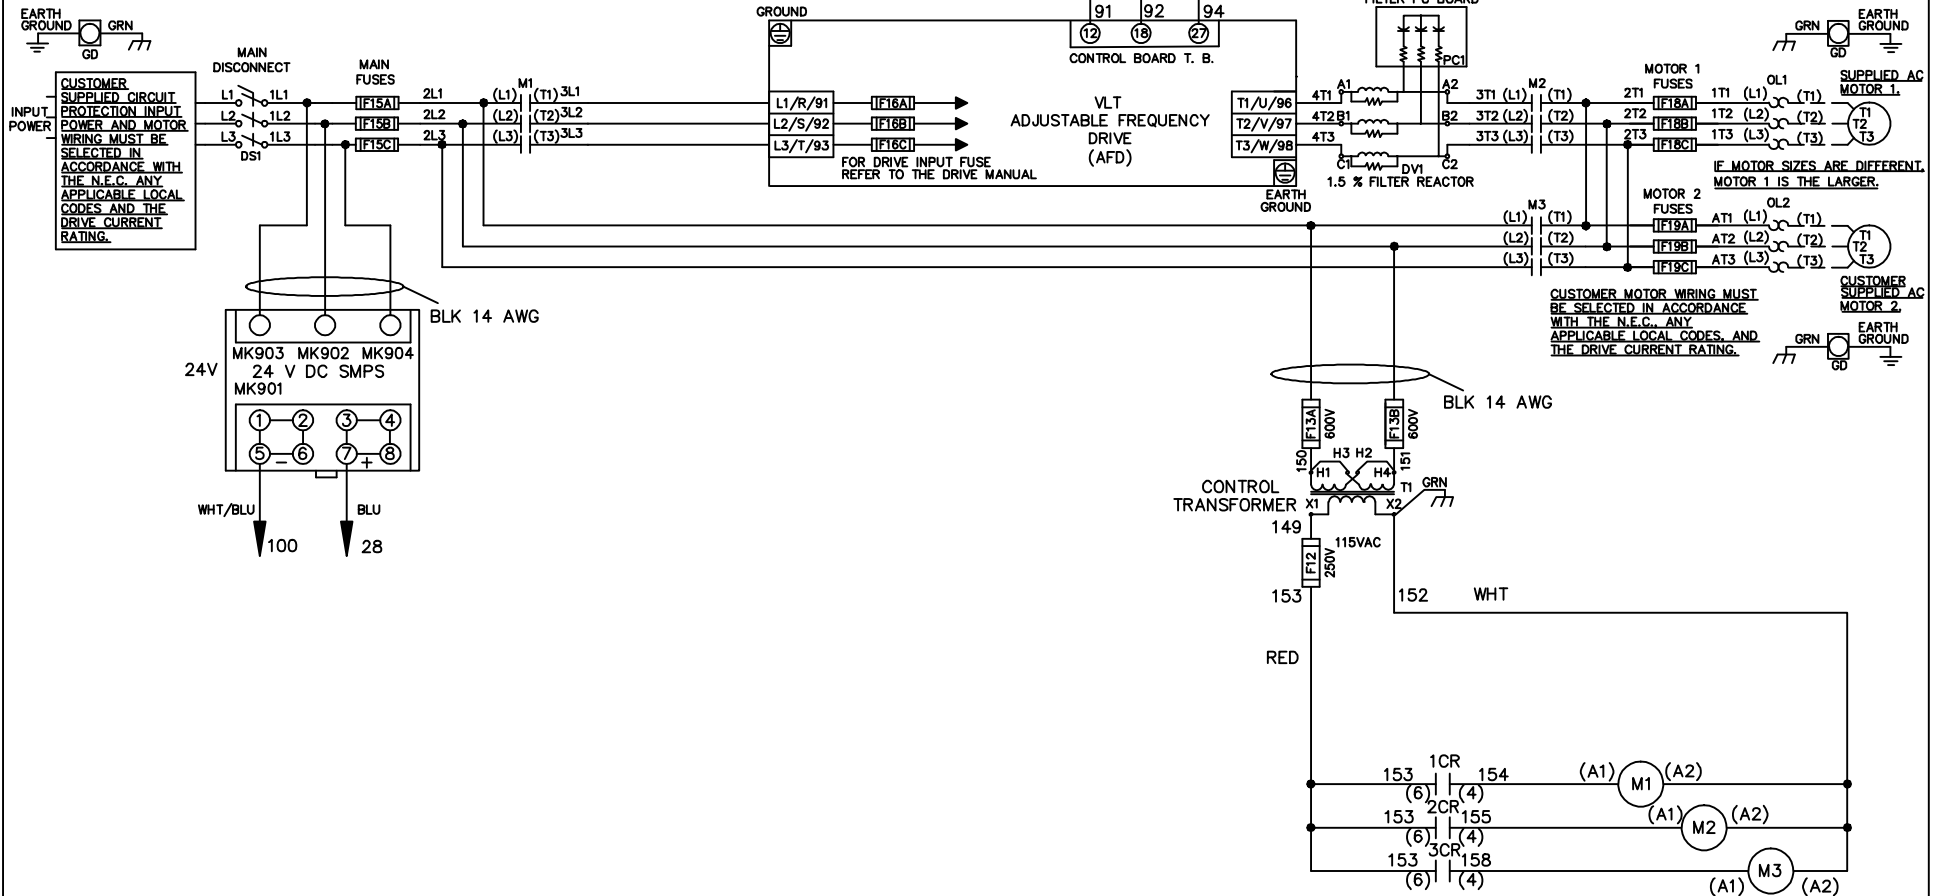 EARTH
GROUND
GRN
GD
CUSTOMER
SUPPLIED CIRCUIT
PROTECTION INPUT
POWER AND MOTOR
WIRING MUST BE
SELECTED IN
ACCORDANCE WITH
THE N.E.C. ANY
APPLICABLE LOCAL
CODES AND THE
DRIVE CURRENT
RATING.
INPUT
POWER
MAIN
DISCONNECT
L1 1L1
L2 1L2
L3 1L3
DS1
MAIN
FUSES
F15A
F15B
F15C
2L1
2L2
2L3
M1
(L1) (T1) 3L1
(L2) (T2) 3L2
(L3) (T3) 3L3
GROUND
L1/R/91
L2/S/92
L3/T/93
F16A
F16B
F16C
FOR DRIVE INPUT FUSE
REFER TO THE DRIVE MANUAL
91 92 94
12 18 27
CONTROL BOARD T. B.
VLT
ADJUSTABLE FREQUENCY
DRIVE
(AFD)
T1/U/96
T2/V/97
T3/W/98
EARTH
GROUND
PC1
4T1 A1 A2
4T2 B1 B2
4T3 C1 C2
DV1
1.5 % FILTER REACTOR
M2
3T1 (L1) (T1)
3T2 (L2) (T2)
3T3 (L3) (T3)
MOTOR 1
FUSES
2T1 F18A 1T1 (L1) (T1)
2T2 F18B 1T2 (L2) (T2)
2T3 F18C 1T3 (L3) (T3)
OL1
SUPPLIED AC
MOTOR 1.
T1
T2
T3
GRN
GD
EARTH
GROUND
IF MOTOR SIZES ARE DIFFERENT,
MOTOR 1 IS THE LARGER.
M3
(L1) (T1)
(L2) (T2)
(L3) (T3)
MOTOR 2
FUSES
F19A AT1 (L1) (T1)
F19B AT2 (L2) (T2)
F19C AT3 (L3) (T3)
OL2
T1
T2
T3
CUSTOMER
SUPPLIED AC
MOTOR 2.
CUSTOMER MOTOR WIRING MUST
BE SELECTED IN ACCORDANCE
WITH THE N.E.C., ANY
APPLICABLE LOCAL CODES, AND
THE DRIVE CURRENT RATING.
GRN
GD
EARTH
GROUND
BLK 14 AWG
MK903 MK902 MK904
24V
24 V DC SMPS
MK901
1 2 3 4
5 - 6 7 + 8
WHT/BLU
BLU
100
28
BLK 14 AWG
F13A
600V
F13B
600V
150
151
H3 H2
H1 H4
T1
GRN
CONTROL
TRANSFORMER
X1 X2
149
115VAC
F12
250V
153
152
WHT
RED
1CR
153 154 (A1) M1 (A2)
(6) (4)
2CR
153 155 (A1) M2 (A2)
(6) (4)
3CR
153 158 M3
(6) (4) (A1) (A2)